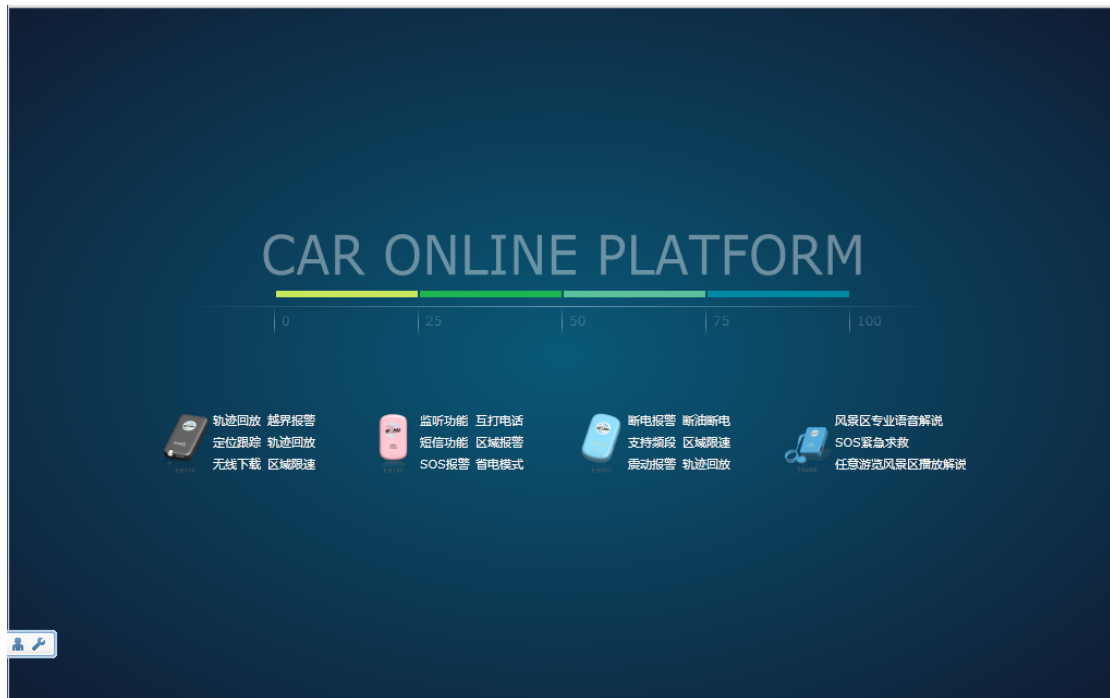 CAR ONLINE PLATFORM
0 25 50 75 100
轨迹回放 越界报警
定位跟踪 轨迹回放
无线下载 区域限速
监听功能 互打电话
短信功能 区域报警
SOS报警 省电模式
断电报警 断油断电
支持频段 区域限速
震动报警 轨迹回放
风景区专业语音解说
SOS紧急求救
任意游览风景区播放解说